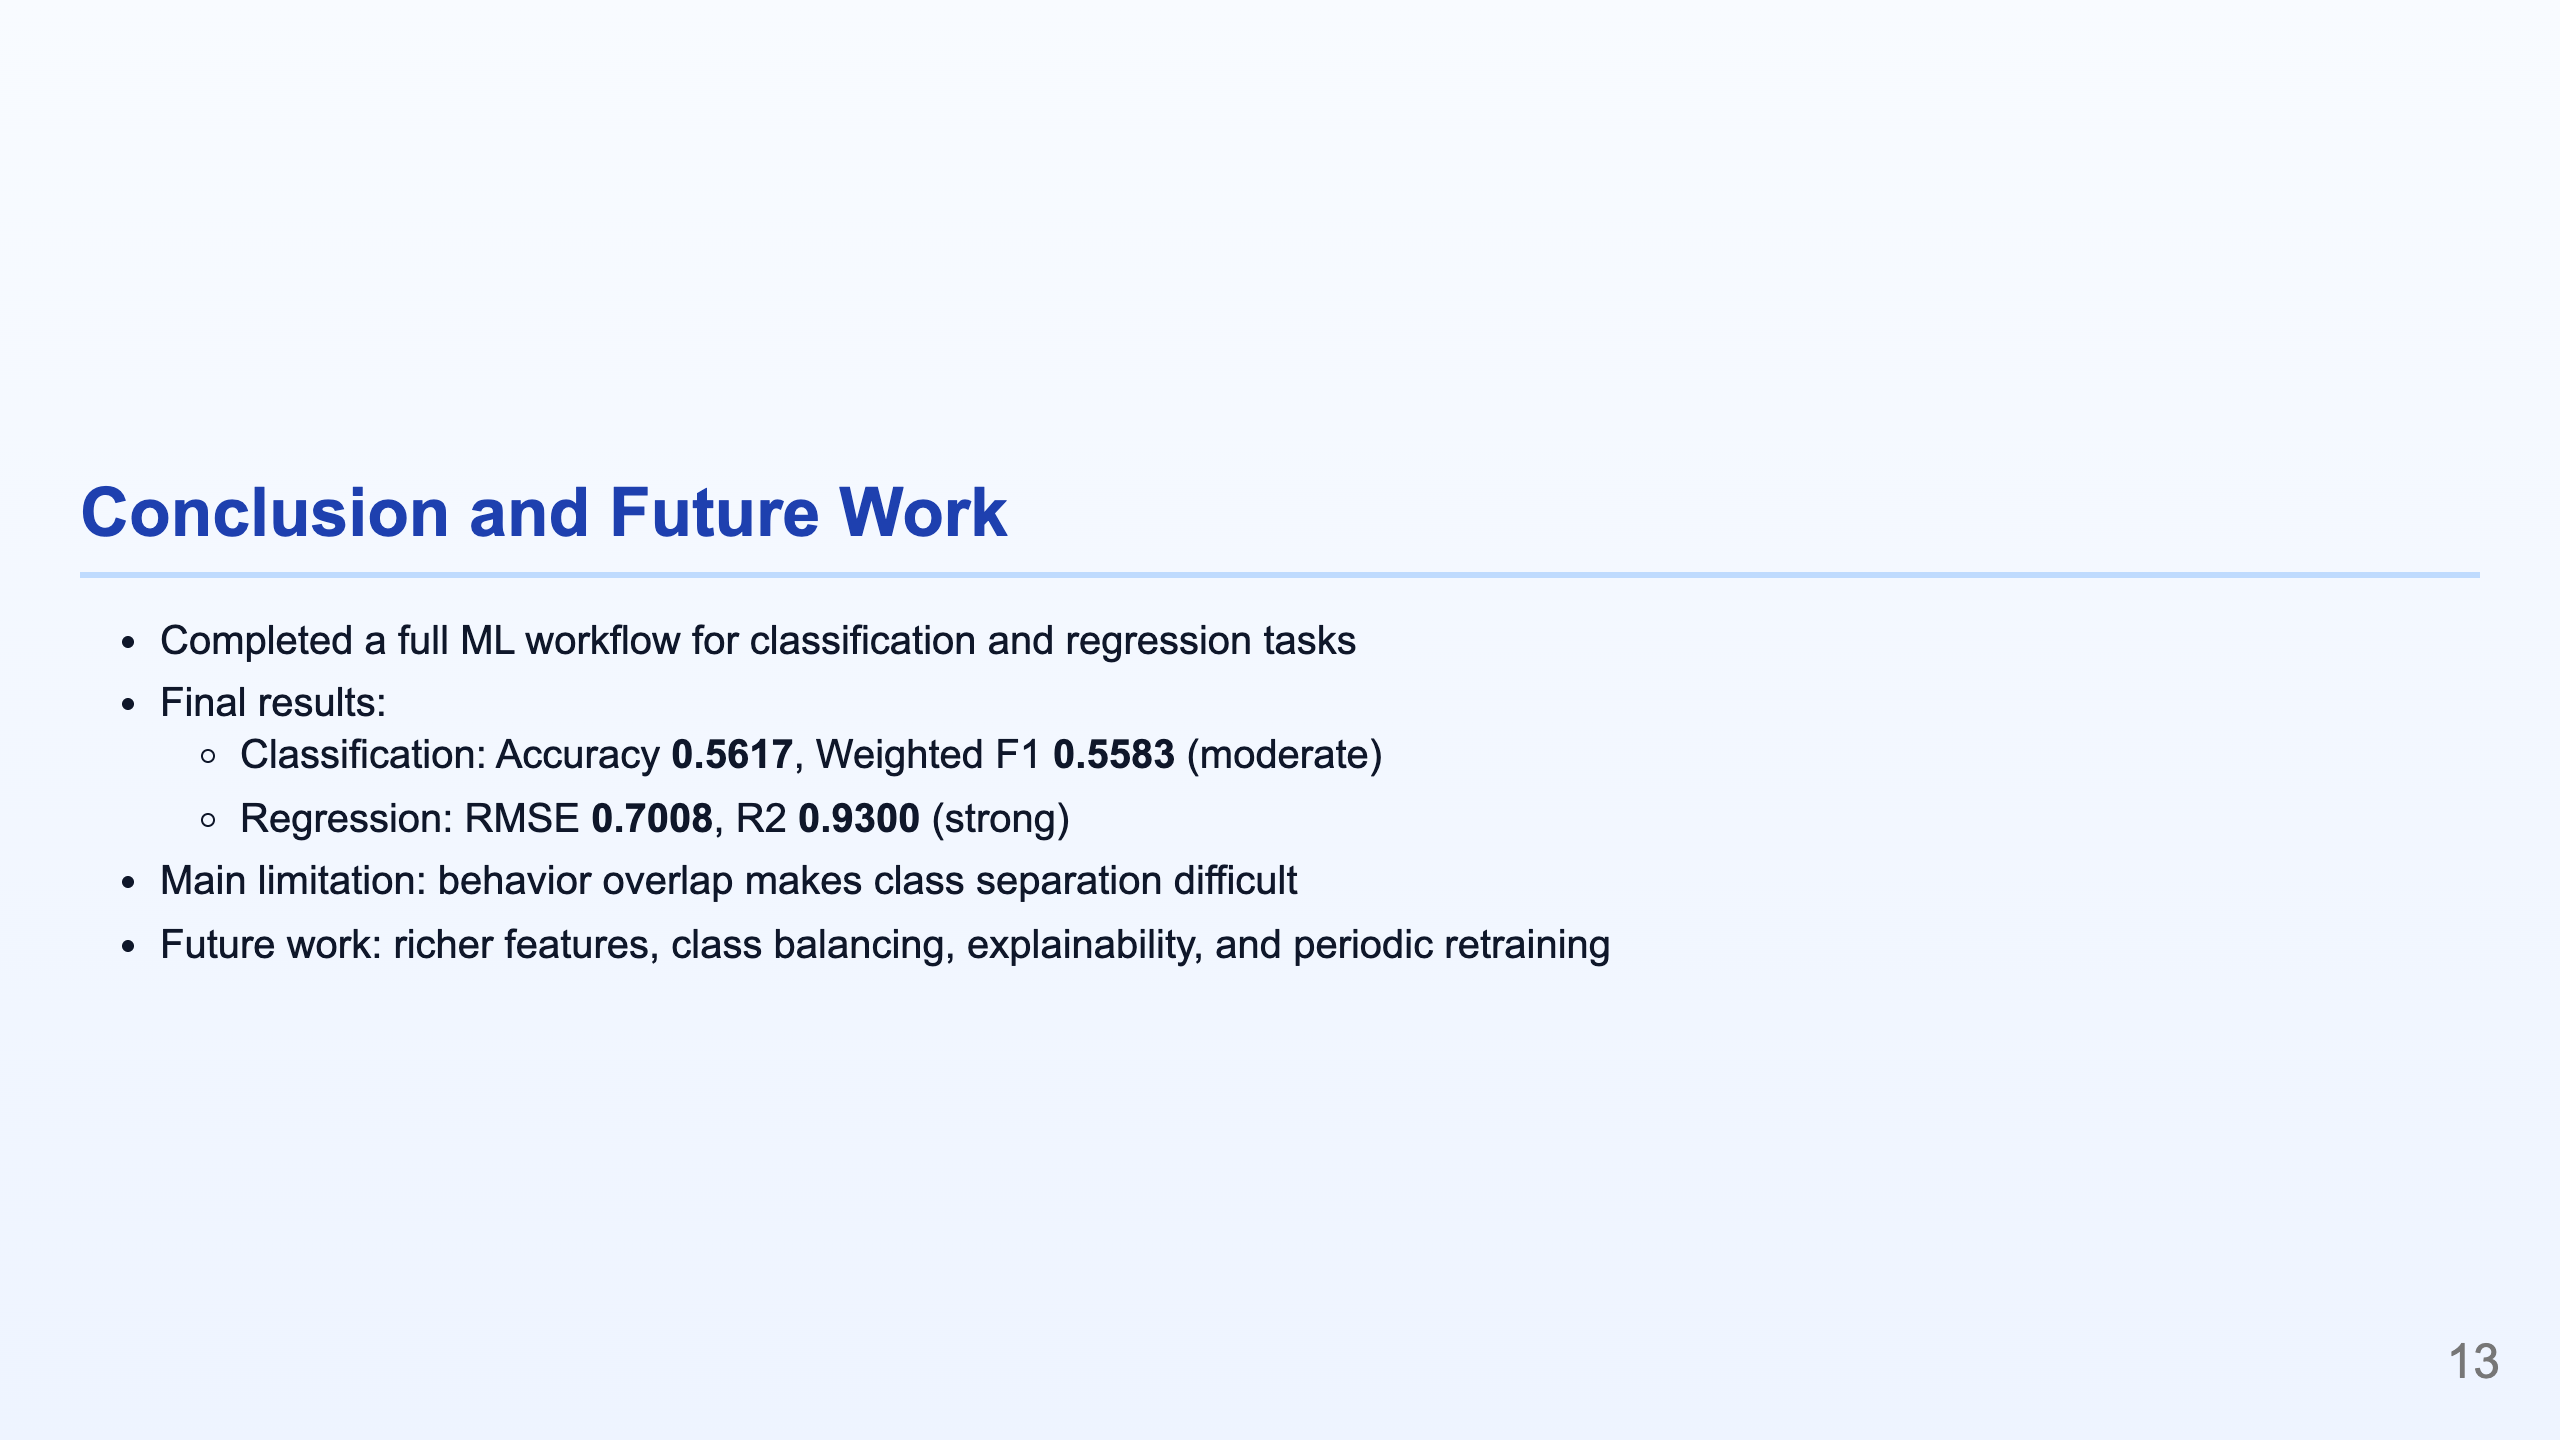 Conclusion and Future Work
• Completed a full ML workflow for classification and regression tasks
• Final results:
◦ Classification: Accuracy 0.5617, Weighted F1 0.5583 (moderate)
◦ Regression: RMSE 0.7008, R2 0.9300 (strong)
• Main limitation: behavior overlap makes class separation difficult
• Future work: richer features, class balancing, explainability, and periodic retraining
13